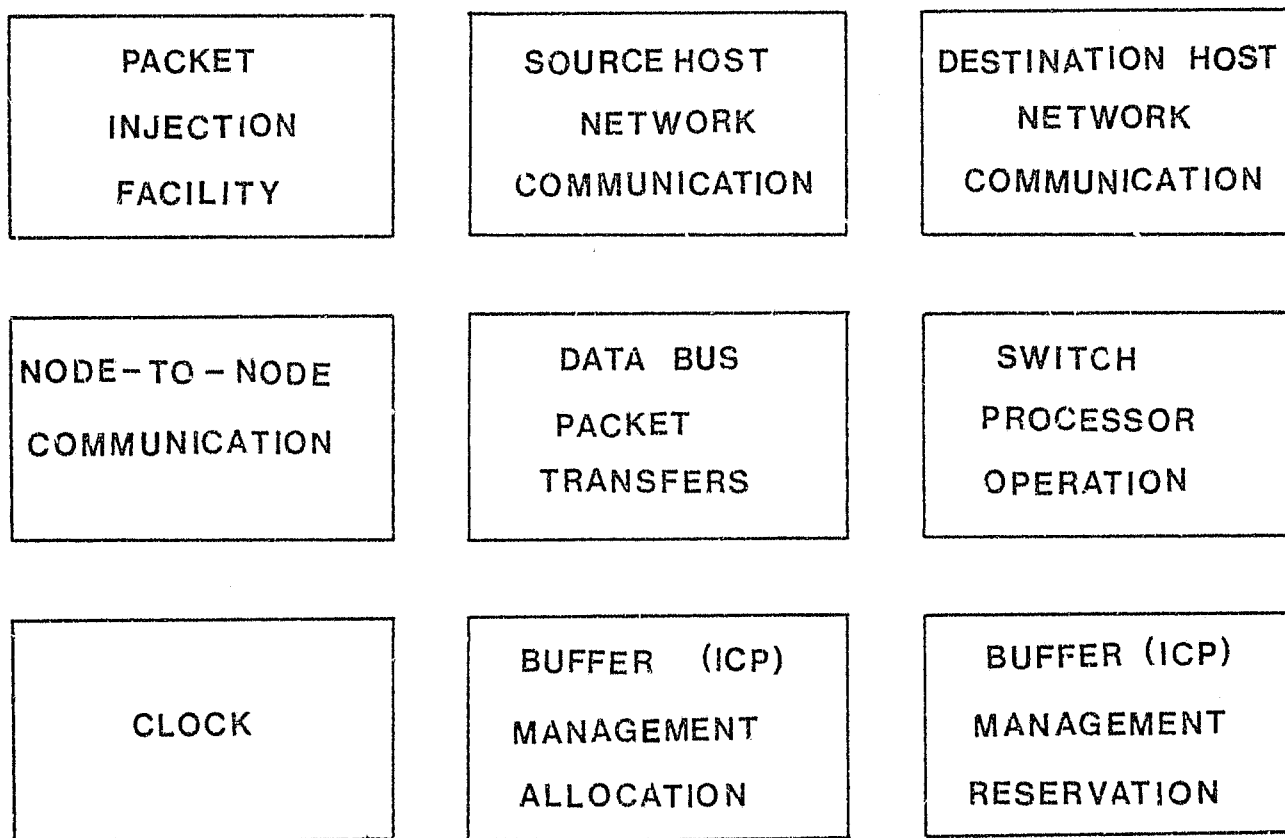 PACKET
INJECTION
FACILITY
SOURCE HOST
NETWORK
COMMUNICATION
DESTINATION HOST
NETWORK
COMMUNICATION
NODE-TO-NODE
COMMUNICATION
DATA BUS
PACKET
TRANSFERS
SWITCH
PROCESSOR
OPERATION
CLOCK
BUFFER (ICP)
MANAGEMENT
ALLOCATION
BUFFER (ICP)
MANAGEMENT
RESERVATION